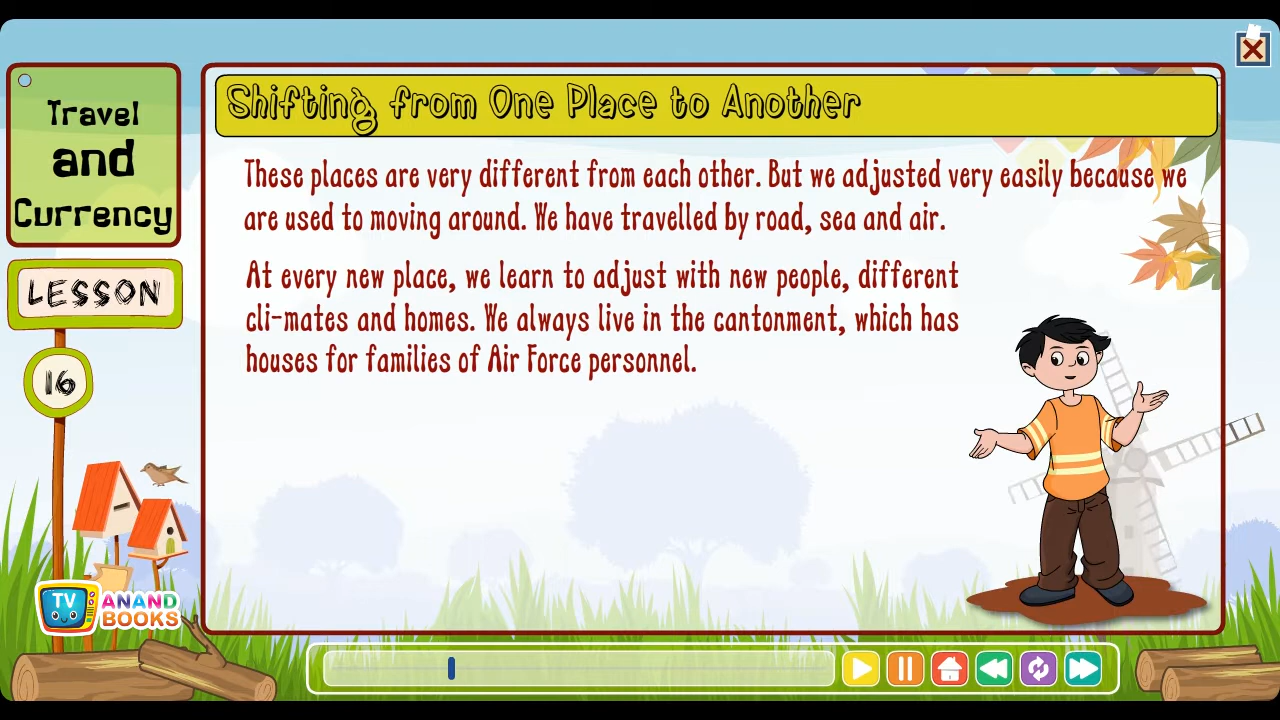 Shifting from One Place to Another
Travel
and
Currency
LESSON
16
These places are very different from each other. But we adjusted very easily because we
are used to moving around. We have travelled by road, sea and air.
At every new place, we learn to adjust with new people, different
cli-mates and homes. We always live in the cantonment, which has
houses for families of Air Force personnel.
TV
ANAND
BOOKS